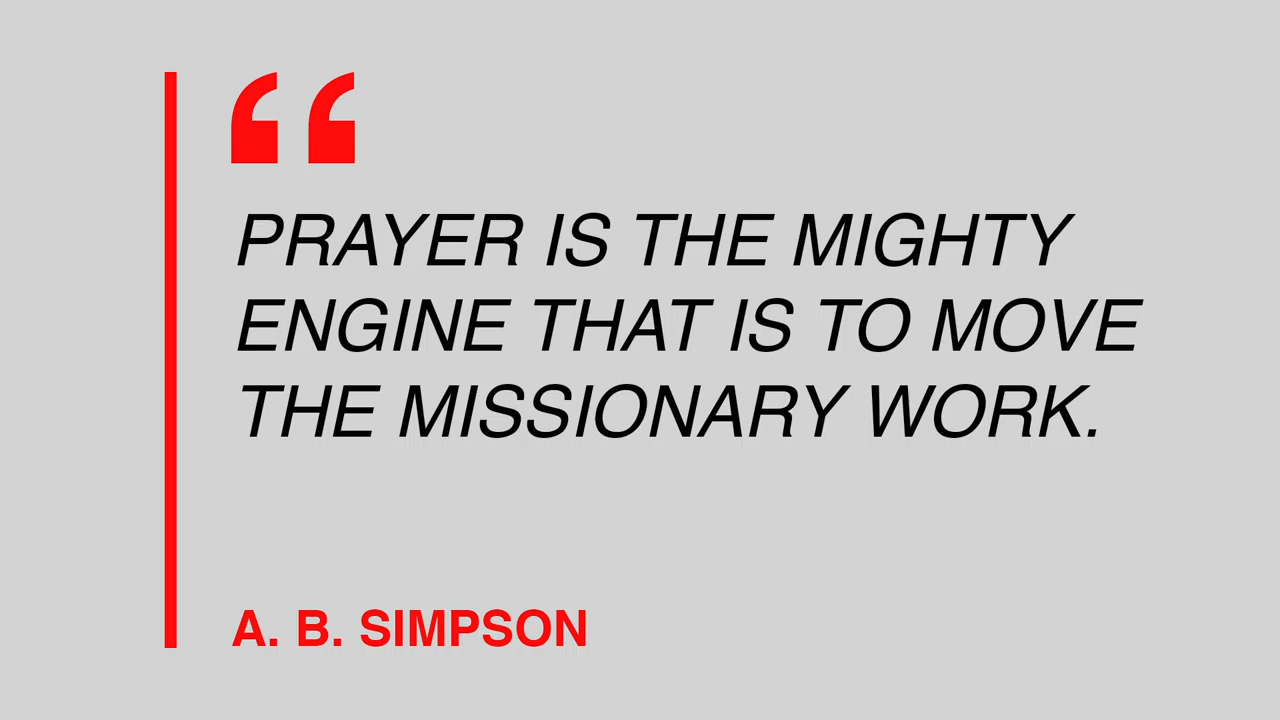 “
PRAYER IS THE MIGHTY
ENGINE THAT IS TO MOVE
THE MISSIONARY WORK.
A. B. SIMPSON